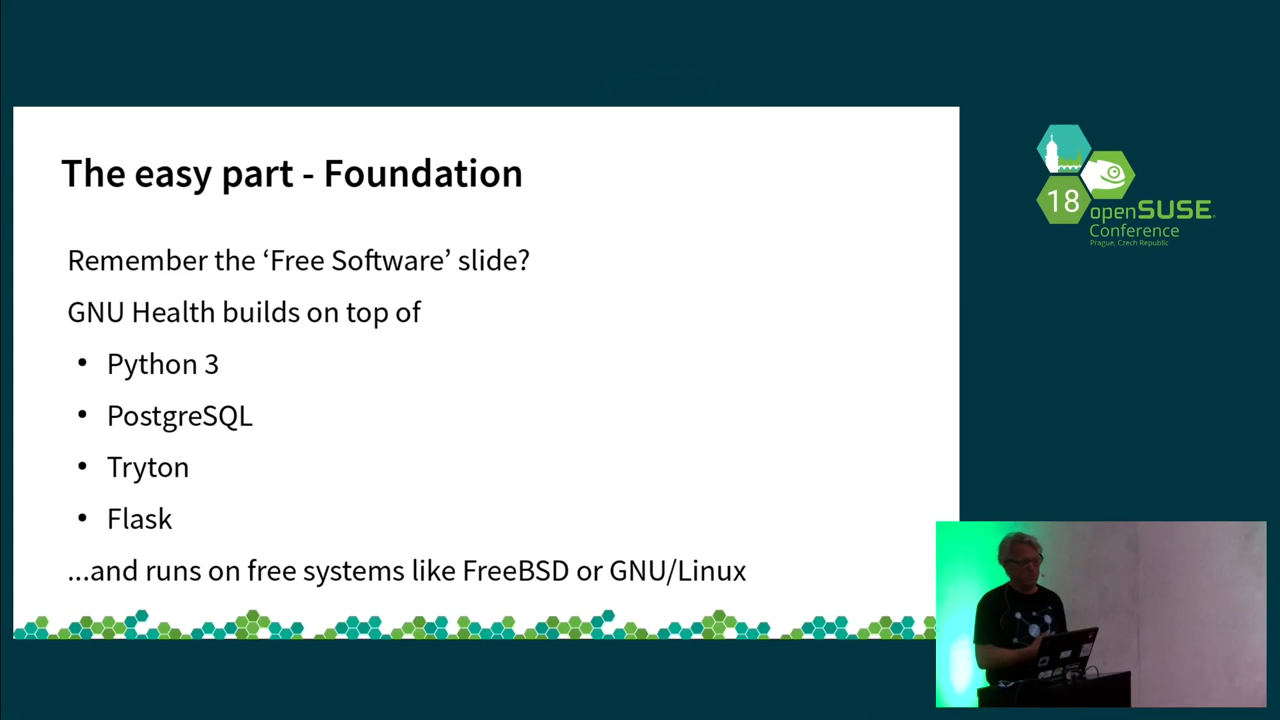 The easy part - Foundation
Remember the ‘Free Software’ slide?
GNU Health builds on top of
• Python 3
• PostgreSQL
• Tryton
• Flask
...and runs on free systems like FreeBSD or GNU/Linux
18
openSUSE
Conference
Prague, Czech Republic